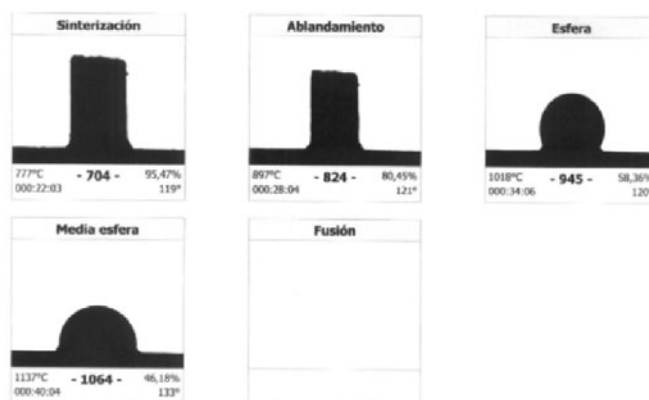 Sinterización
777°C - 704 - 95,47%
000:22:03 119°
Ablandamiento
897°C - 824 - 80,45%
000:28:04 121°
Esfera
1018°C - 945 - 58,36%
000:34:06 120°
Media esfera
1137°C - 1064 - 46,18%
000:40:04 133°
Fusión